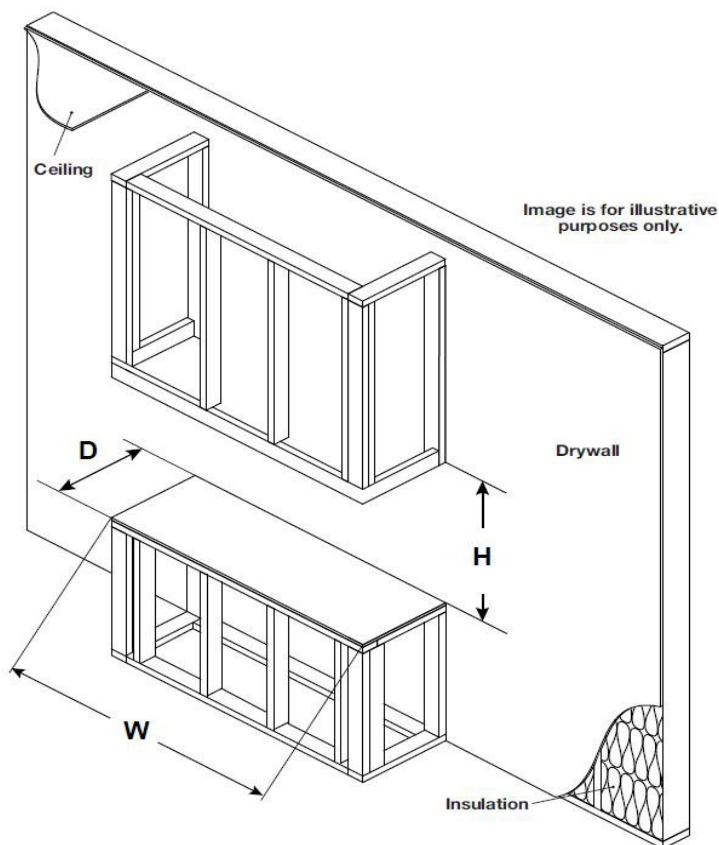 Ceiling
Image is for illustrative
purposes only.
D
Drywall
H
W
Insulation